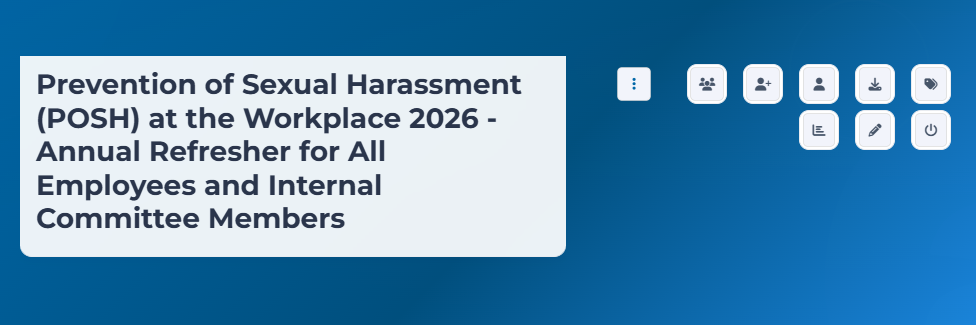 Prevention of Sexual Harassment
(POSH) at the Workplace 2026 -
Annual Refresher for All
Employees and Internal
Committee Members